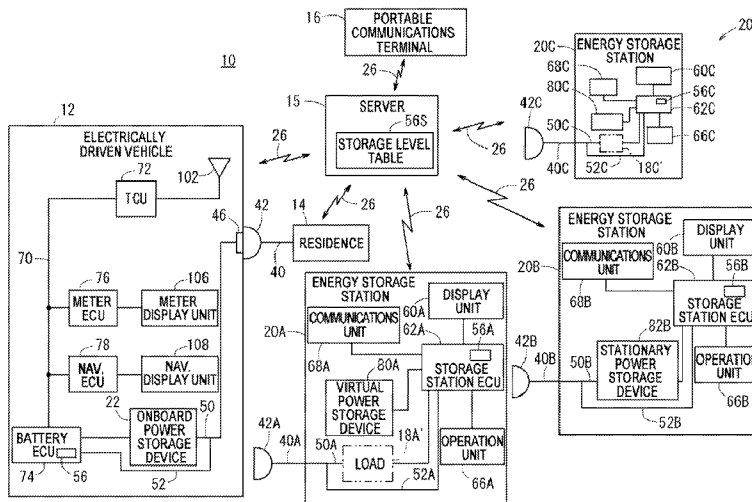 16
PORTABLE
COMMUNICATIONS
TERMINAL
20
10
26
15
SERVER
56S
STORAGE LEVEL
TABLE
20C
ENERGY STORAGE
STATION
68C
60C
80C
56C
62C
66C
42C
50C
40C
52C
18C'
26
12
ELECTRICALLY
DRIVEN VEHICLE
72
TCU
102
26
46
42
14
RESIDENCE
40
26
26
26
70
76
METER
ECU
106
METER
DISPLAY UNIT
78
NAV.
ECU
108
NAV.
DISPLAY UNIT
22
ONBOARD
POWER
STORAGE
DEVICE
50
BATTERY
ECU
56
74
52
ENERGY STORAGE
STATION
20A
COMMUNICATIONS
UNIT
68A
60A
DISPLAY
UNIT
62A
56A
STORAGE
STATION ECU
80A
VIRTUAL
POWER
STORAGE
DEVICE
42A
40A
50A
LOAD
18A'
52A
OPERATION
UNIT
66A
ENERGY STORAGE
STATION
20B
COMMUNICATIONS
UNIT
68B
60B
DISPLAY
UNIT
62B
56B
STORAGE
STATION ECU
82B
STATIONARY
POWER
STORAGE
DEVICE
42B
40B
50B
52B
OPERATION
UNIT
66B